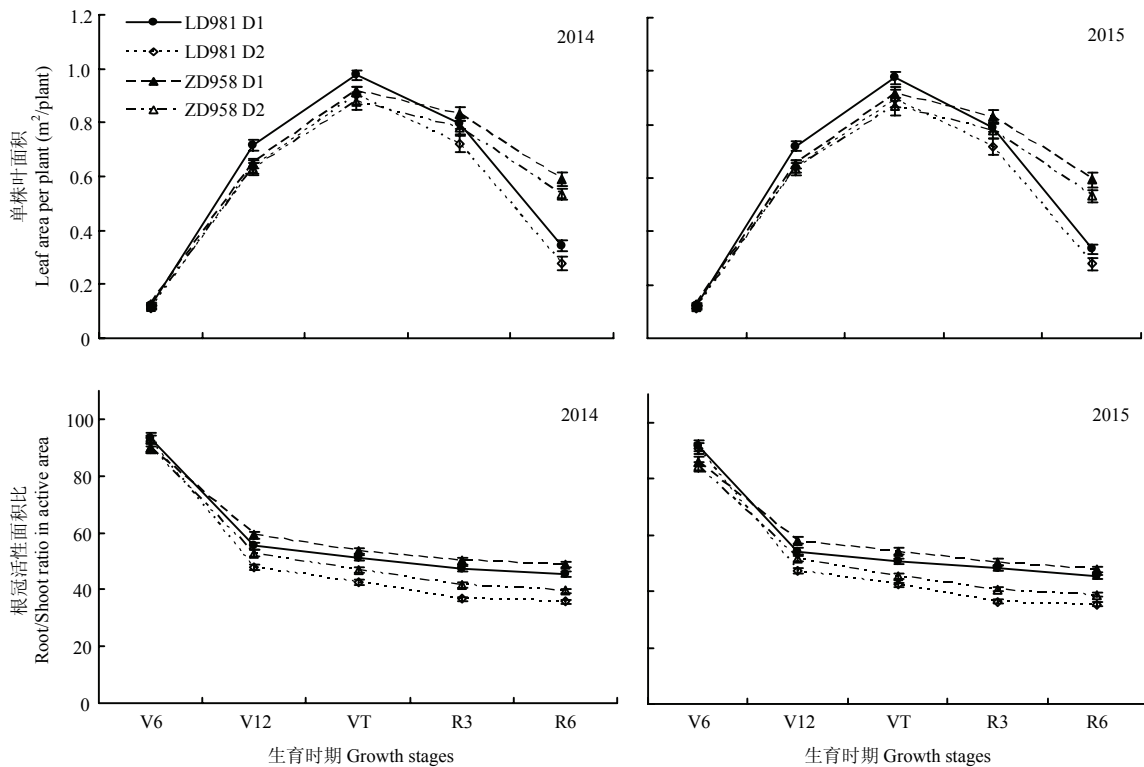 1.2
LD981 D1
LD981 D2
ZD958 D1
ZD958 D2
2014
1.0
0.8
0.6
0.4
0.2
0
单株叶面积
Leaf area per plant (m²/plant)
2015
100
80
60
40
20
0
根冠活性面积比
Root/Shoot ratio in active area
2014
2015
V6 V12 VT R3 R6
生育时期 Growth stages
V6 V12 VT R3 R6
生育时期 Growth stages